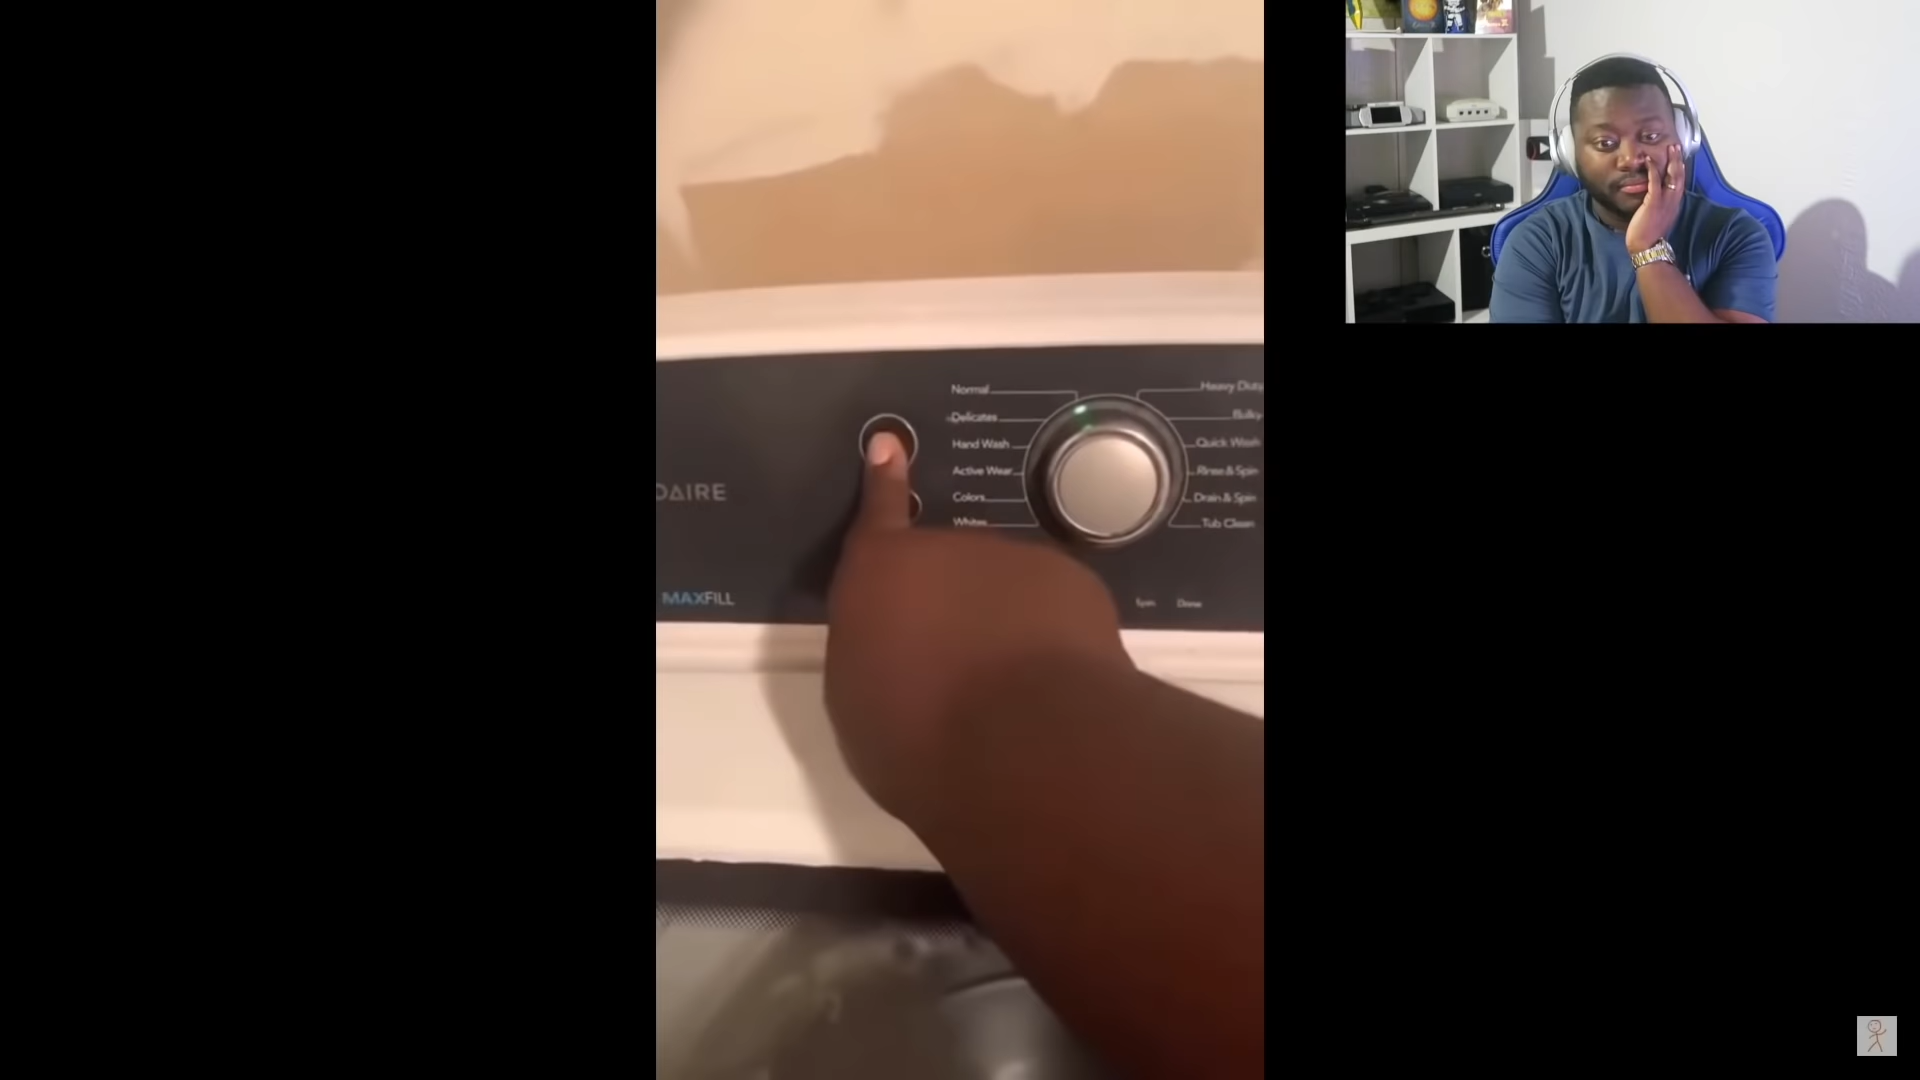 Normal
Delicates
Hand Wash
Active Wear
Colors
Whites
Heavy Duty
Bulky
Quick Wash
Rinse & Spin
Drain & Spin
Tub Clean
DAIRE
MAXFILL
Spin
Done